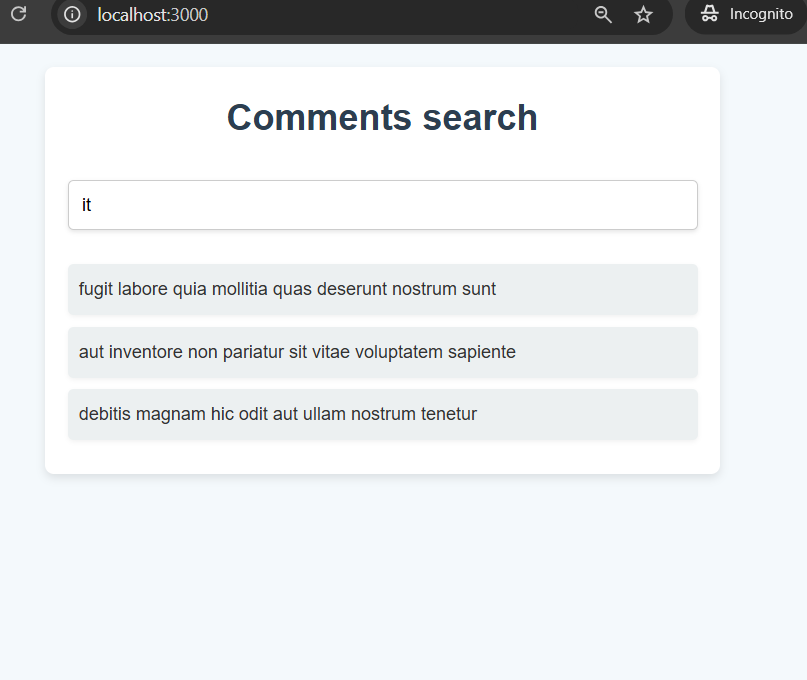 localhost:3000
Incognito
Comments search
it
fugit labore quia mollitia quas deserunt nostrum sunt
aut inventore non pariatur sit vitae voluptatem sapiente
debitis magnam hic odit aut ullam nostrum tenetur